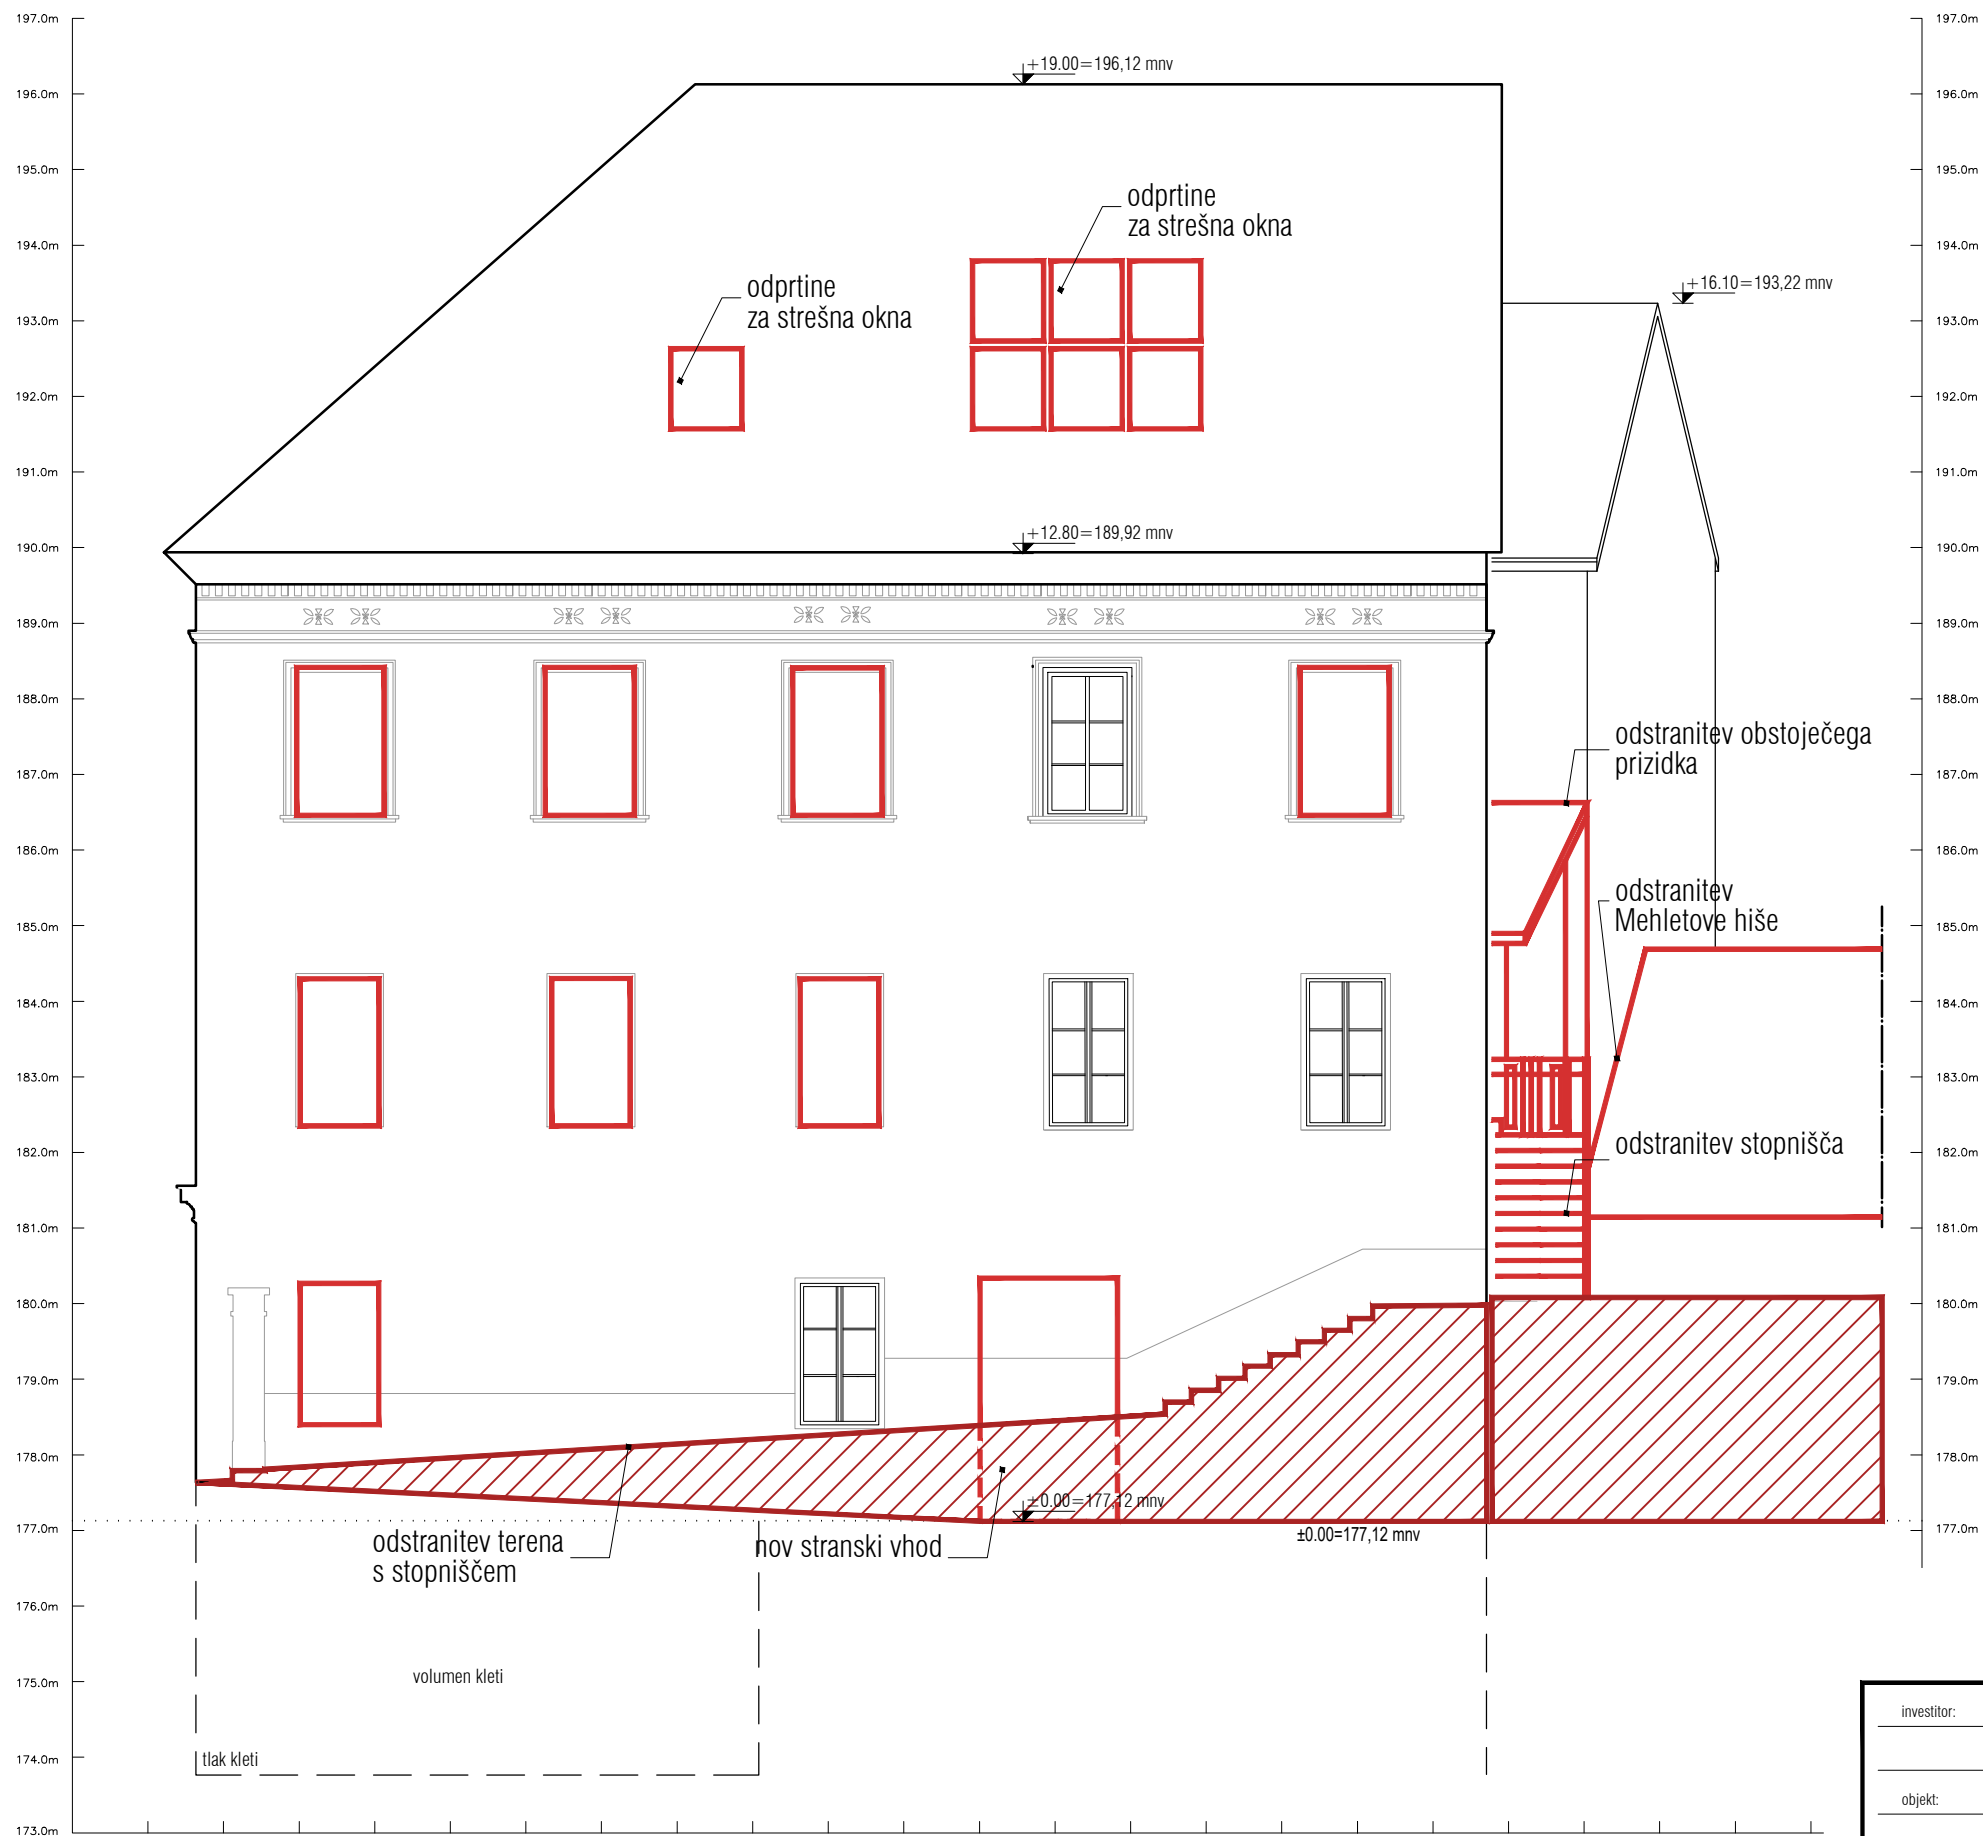 197.0m
197.0m
+19.00=196,12 mnv
196.0m
196.0m
195.0m
195.0m
odprtine
za strešna okna
194.0m
194.0m
odprtine
za strešna okna
+16.10=193,22 mnv
193.0m
193.0m
192.0m
192.0m
191.0m
191.0m
+12.80=189,92 mnv
190.0m
190.0m
189.0m
189.0m
188.0m
188.0m
odstranitev obstoječega
prizidka
187.0m
187.0m
186.0m
186.0m
odstranitev
Mehletove hiše
185.0m
185.0m
184.0m
184.0m
183.0m
183.0m
odstranitev stopnišča
182.0m
182.0m
181.0m
181.0m
180.0m
180.0m
179.0m
179.0m
178.0m
178.0m
±0.00=177,12 mnv
177.0m
177.0m
±0.00=177,12 mnv
odstranitev terena
s stopniščem
nov stranski vhod
176.0m
volumen kleti
175.0m
investitor:
174.0m
tlak kleti
objekt:
173.0m